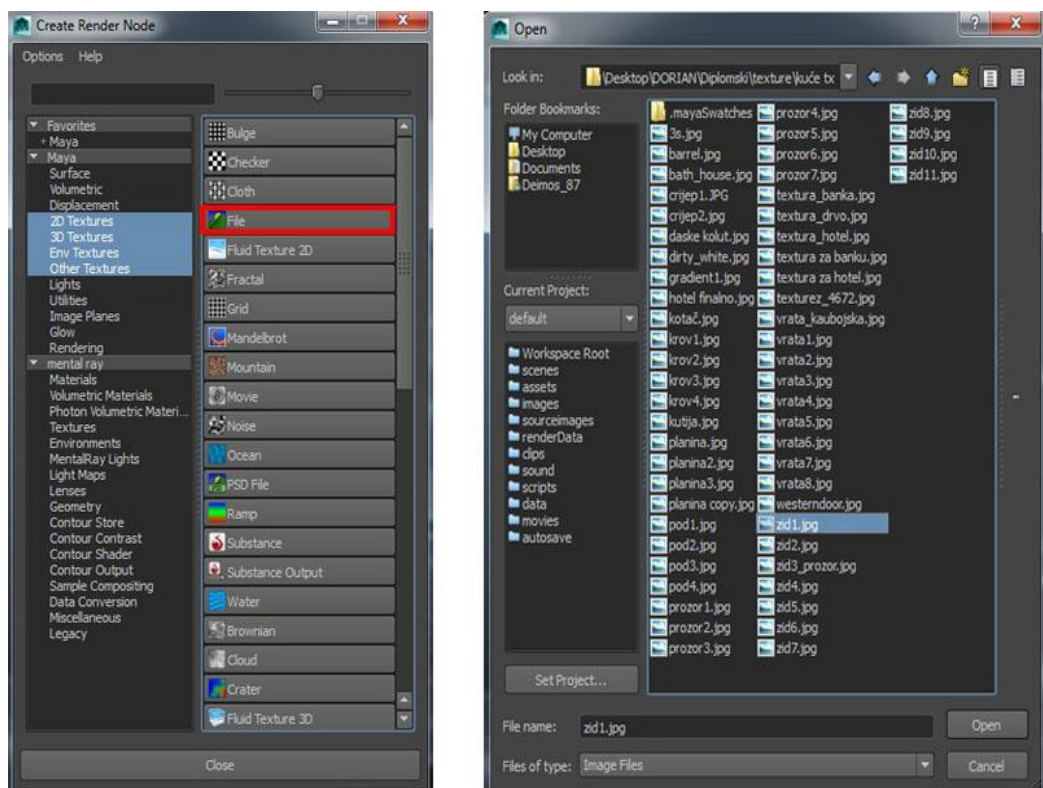 Create Render Node
Options Help
Favorites
+ Maya
Maya
Surface
Volumetric
Displacement
2D Textures
3D Textures
Env Textures
Other Textures
Lights
Utilities
Image Planes
Glow
Rendering
mental ray
Materials
Volumetric Materials
Photon Volumetric Materi...
Textures
Environments
MentalRay Lights
Light Maps
Lenses
Geometry
Contour Store
Contour Contrast
Contour Shader
Contour Output
Sample Compositing
Data Conversion
Miscellaneous
Legacy
Bulge
Checker
Cloth
File
Fluid Texture 2D
Fractal
Grid
Mandelbrot
Mountain
Movie
Noise
Ocean
PSD File
Ramp
Substance
Substance Output
Water
Brownian
Cloud
Crater
Fluid Texture 3D
Close
Open
Look in: \Desktop\DORIAN\Diplomski\texture\kuće tx
Folder Bookmarks:
My Computer
Desktop
Documents
Deimos_87
Current Project:
default
Workspace Root
scenes
assets
images
sourceimages
renderData
clips
sound
scripts
data
movies
autosave
Set Project...
.mayaSwatches
3s.jpg
barrel.jpg
bath_house.jpg
crijep1.JPG
crijep2.jpg
daske kolut.jpg
dirty_white.jpg
gradient1.jpg
hotel finalno.jpg
kotač.jpg
krov1.jpg
krov2.jpg
krov3.jpg
krov4.jpg
kutija.jpg
planina.jpg
planina2.jpg
planina3.jpg
planina copy.jpg
pod1.jpg
pod2.jpg
pod3.jpg
pod4.jpg
prozor1.jpg
prozor2.jpg
prozor3.jpg
prozor4.jpg
prozor5.jpg
prozor6.jpg
prozor7.jpg
textura_banka.jpg
textura_drvo.jpg
textura_hotel.jpg
textura za banku.jpg
textura za hotel.jpg
texturez_4672.jpg
vrata_kaubojska.jpg
vrata1.jpg
vrata2.jpg
vrata3.jpg
vrata4.jpg
vrata5.jpg
vrata6.jpg
vrata7.jpg
vrata8.jpg
westerndoor.jpg
zid1.jpg
zid2.jpg
zid3_prozor.jpg
zid4.jpg
zid5.jpg
zid6.jpg
zid7.jpg
zid8.jpg
zid9.jpg
zid10.jpg
zid11.jpg
File name: zid1.jpg
Open
Files of type: Image Files
Cancel